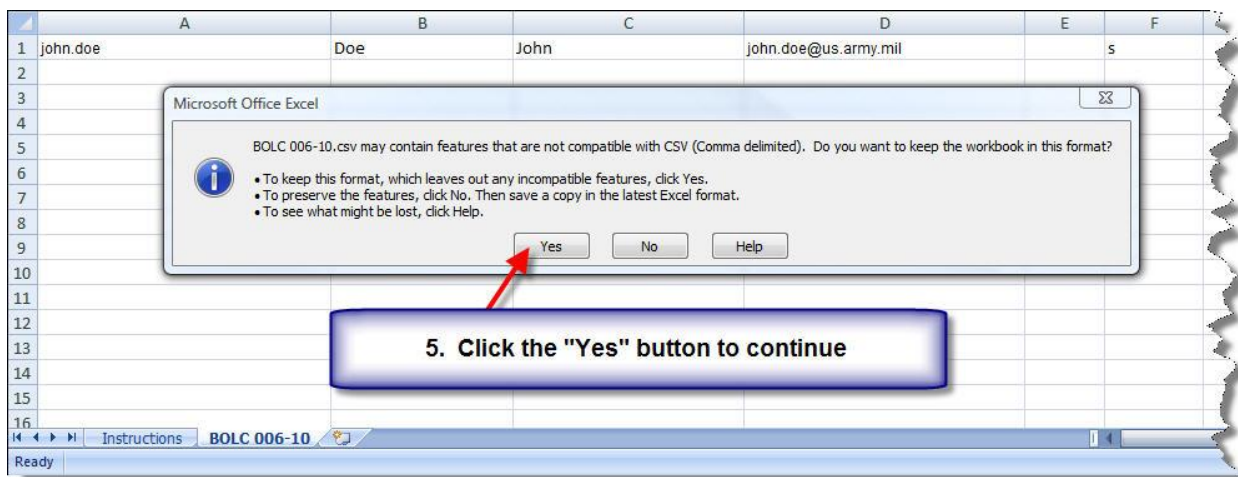 A B C D E F
1 john.doe Doe John john.doe@us.army.mil s
2
3
Microsoft Office Excel
4
5 BOLC 006-10.csv may contain features that are not compatible with CSV (Comma delimited). Do you want to keep the workbook in this format?
6 • To keep this format, which leaves out any incompatible features, click Yes.
7 • To preserve the features, click No. Then save a copy in the latest Excel format.
8 • To see what might be lost, click Help.
9 Yes No Help
10
11
12
13 5. Click the "Yes" button to continue
14
15
16
Instructions BOLC 006-10
Ready